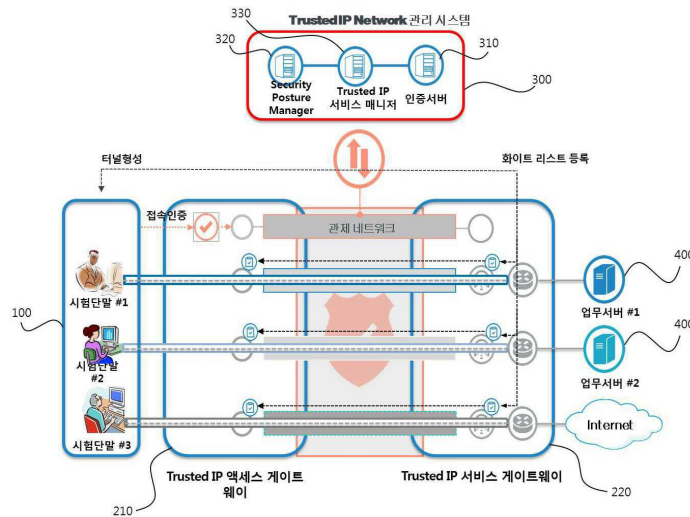 Trusted IP Network 관리 시스템
330
320
310
Security
Posture
Manager
Trusted IP
서비스 매니저
인증서버
300
터널형성
화이트 리스트 등록
접속인증
관제 네트워크
400
시험단말 #1
업무서버 #1
100
400
시험단말
#2
업무서버 #2
시험단말 #3
Internet
Trusted IP 액세스 게이트
웨이
Trusted IP 서비스 게이트웨이
210
220